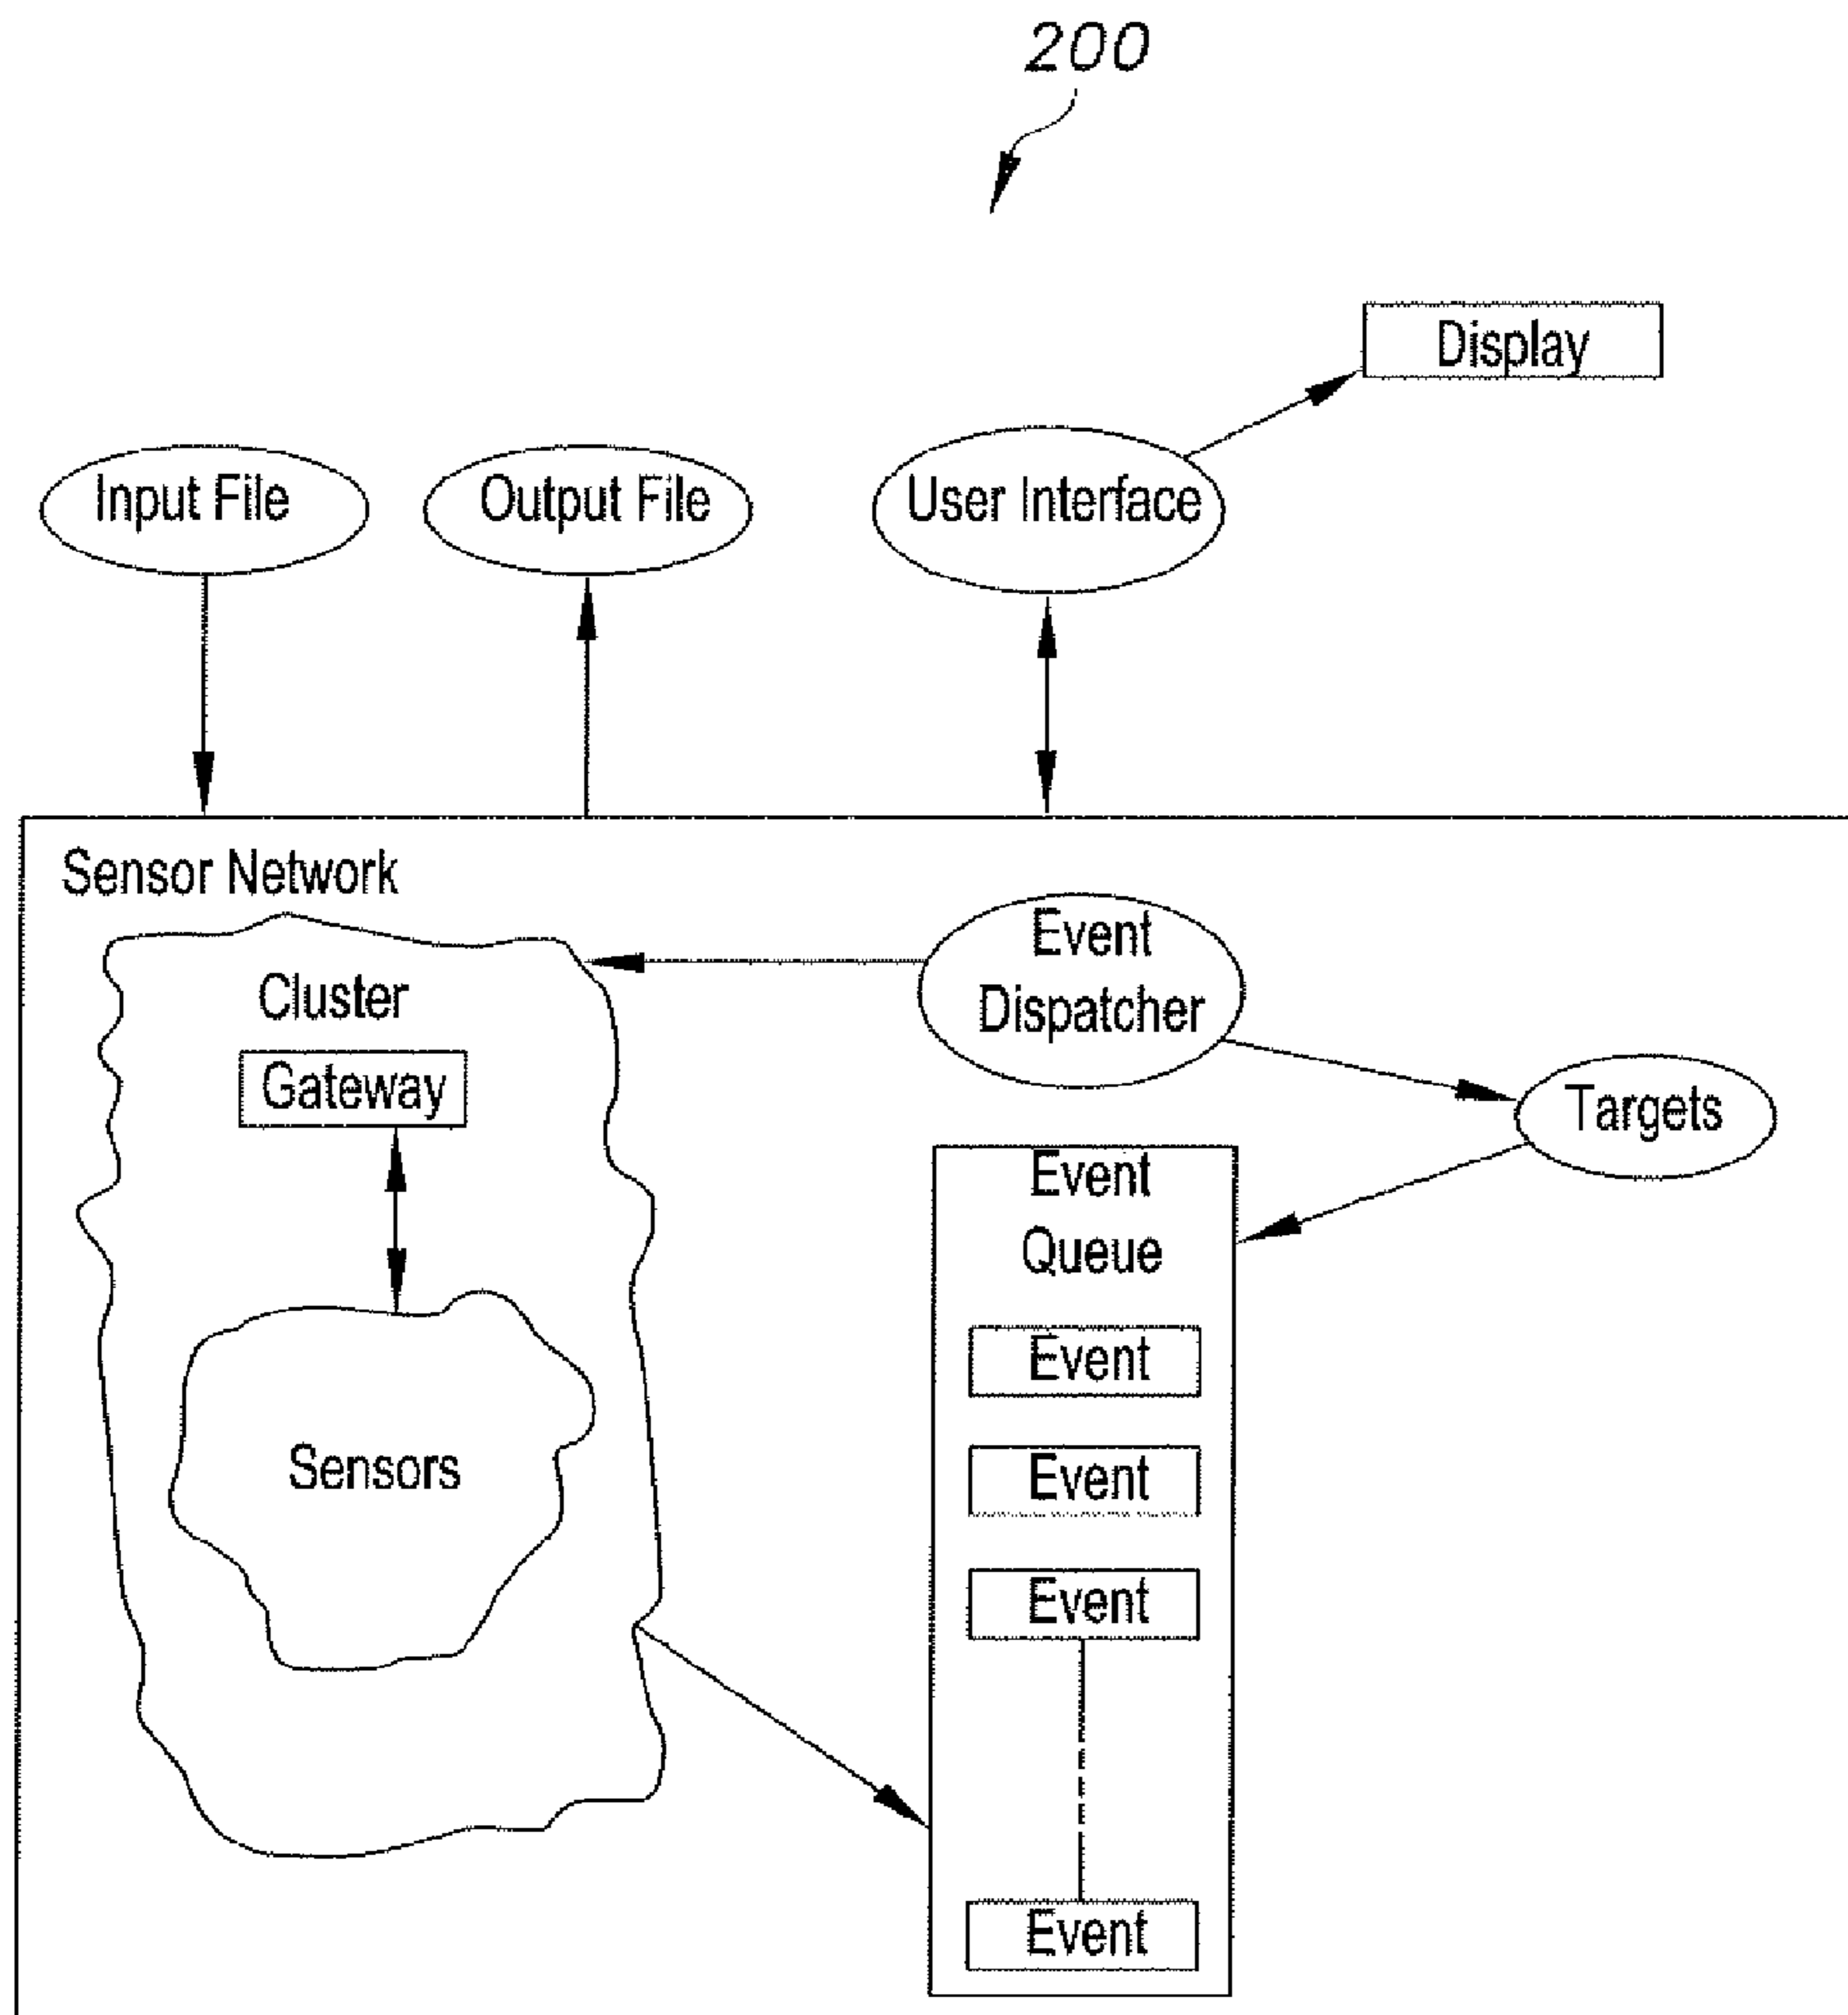 200
Display
Input File
Output File
User Interface
Sensor Network
Event
Dispatcher
Cluster
Gateway
Targets
Event
Queue
Event
Event
Sensors
Event
Event